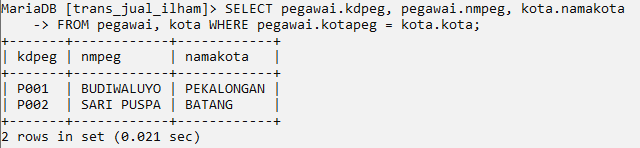 MariaDB [trans_jual_ilham]> SELECT pegawai.kdpeg, pegawai.nmpeg, kota.namakota
    -> FROM pegawai, kota WHERE pegawai.kotapeg = kota.kota;
+-------+------------+------------+
| kdpeg | nmpeg      | namakota   |
+-------+------------+------------+
| P001  | BUDIWALUYO | PEKALONGAN |
| P002  | SARI PUSPA | BATANG     |
+-------+------------+------------+
2 rows in set (0.021 sec)